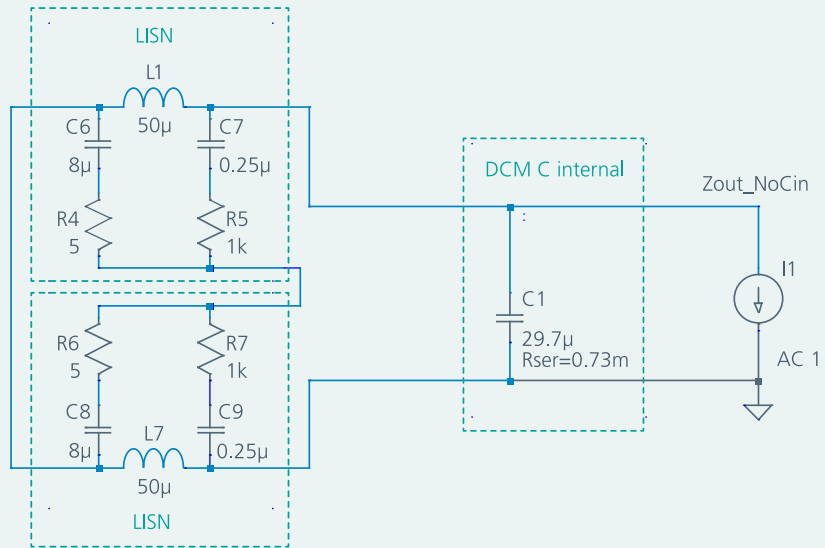 LISN
L1
50µ
C6
8µ
C7
0.25µ
R4
5
R5
1k
R6
5
R7
1k
C8
8µ
C9
0.25µ
L7
50µ
LISN
DCM C internal
C1
29.7µ
Rser=0.73m
Zout_NoCin
I1
AC 1